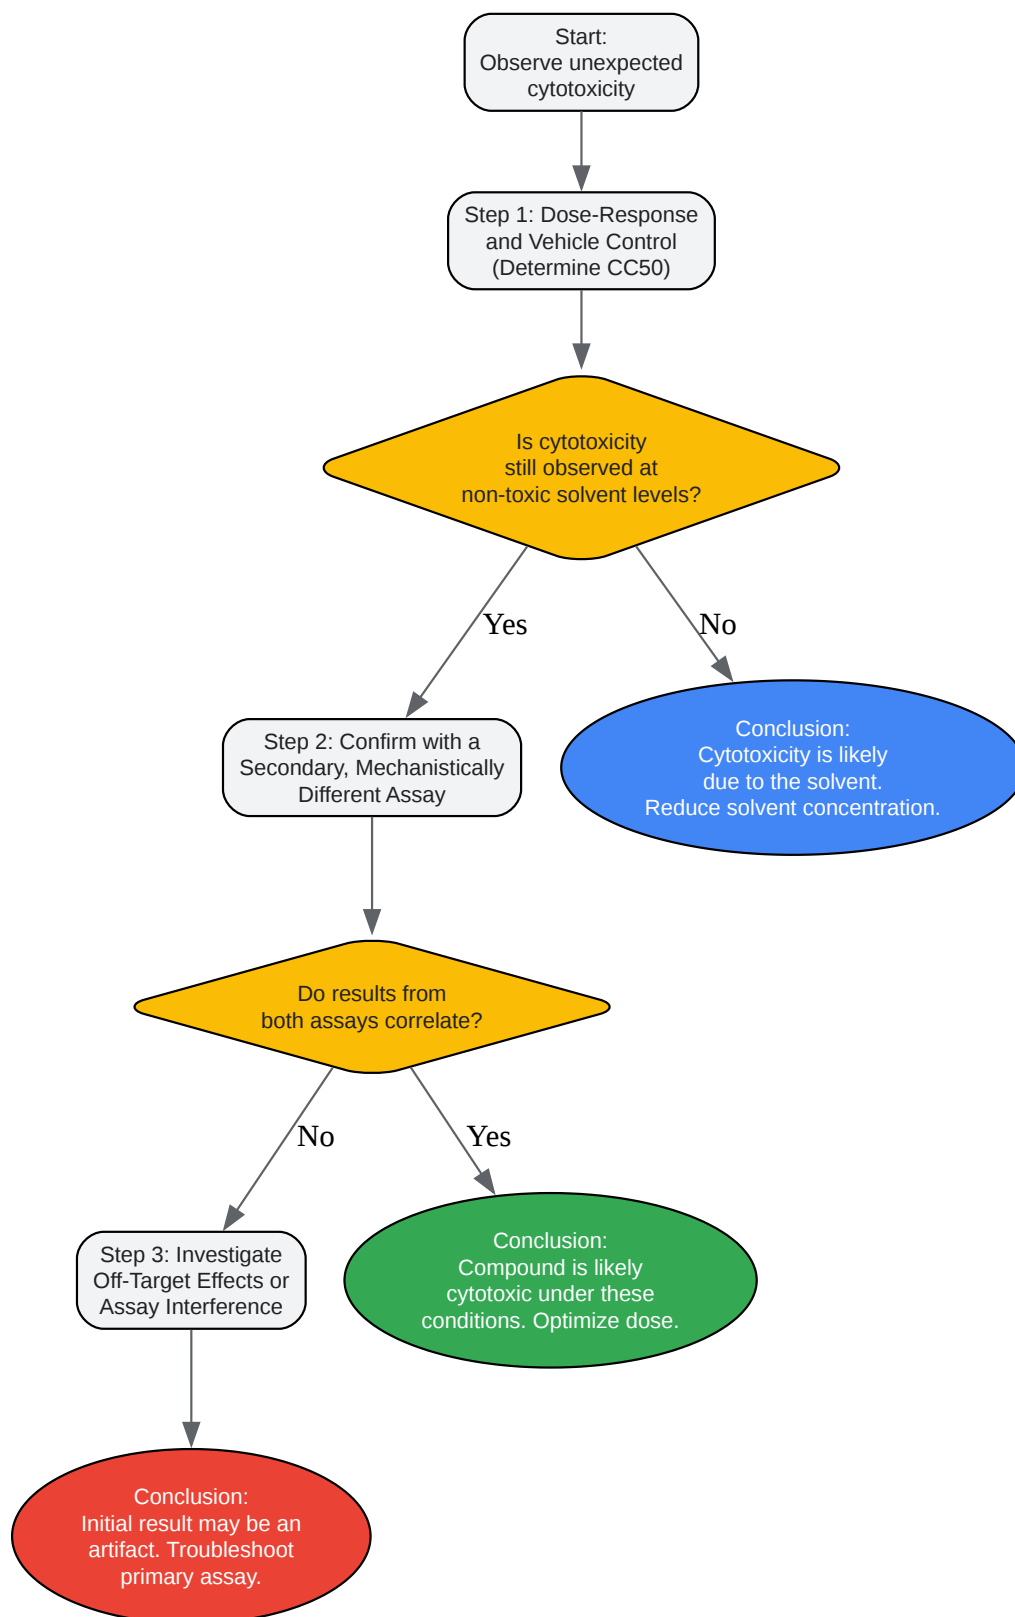 Start:
Observe unexpected
cytotoxicity
Step 1: Dose-Response
and Vehicle Control
(Determine CC50)
Is cytotoxicity
still observed at
non-toxic solvent levels?
Yes
No
Step 2: Confirm with a
Secondary, Mechanistically
Different Assay
Conclusion:
Cytotoxicity is likely
due to the solvent.
Reduce solvent concentration.
Do results from
both assays correlate?
No
Yes
Step 3: Investigate
Off-Target Effects or
Assay Interference
Conclusion:
Compound is likely
cytotoxic under these
conditions. Optimize dose.
Conclusion:
Initial result may be an
artifact. Troubleshoot
primary assay.